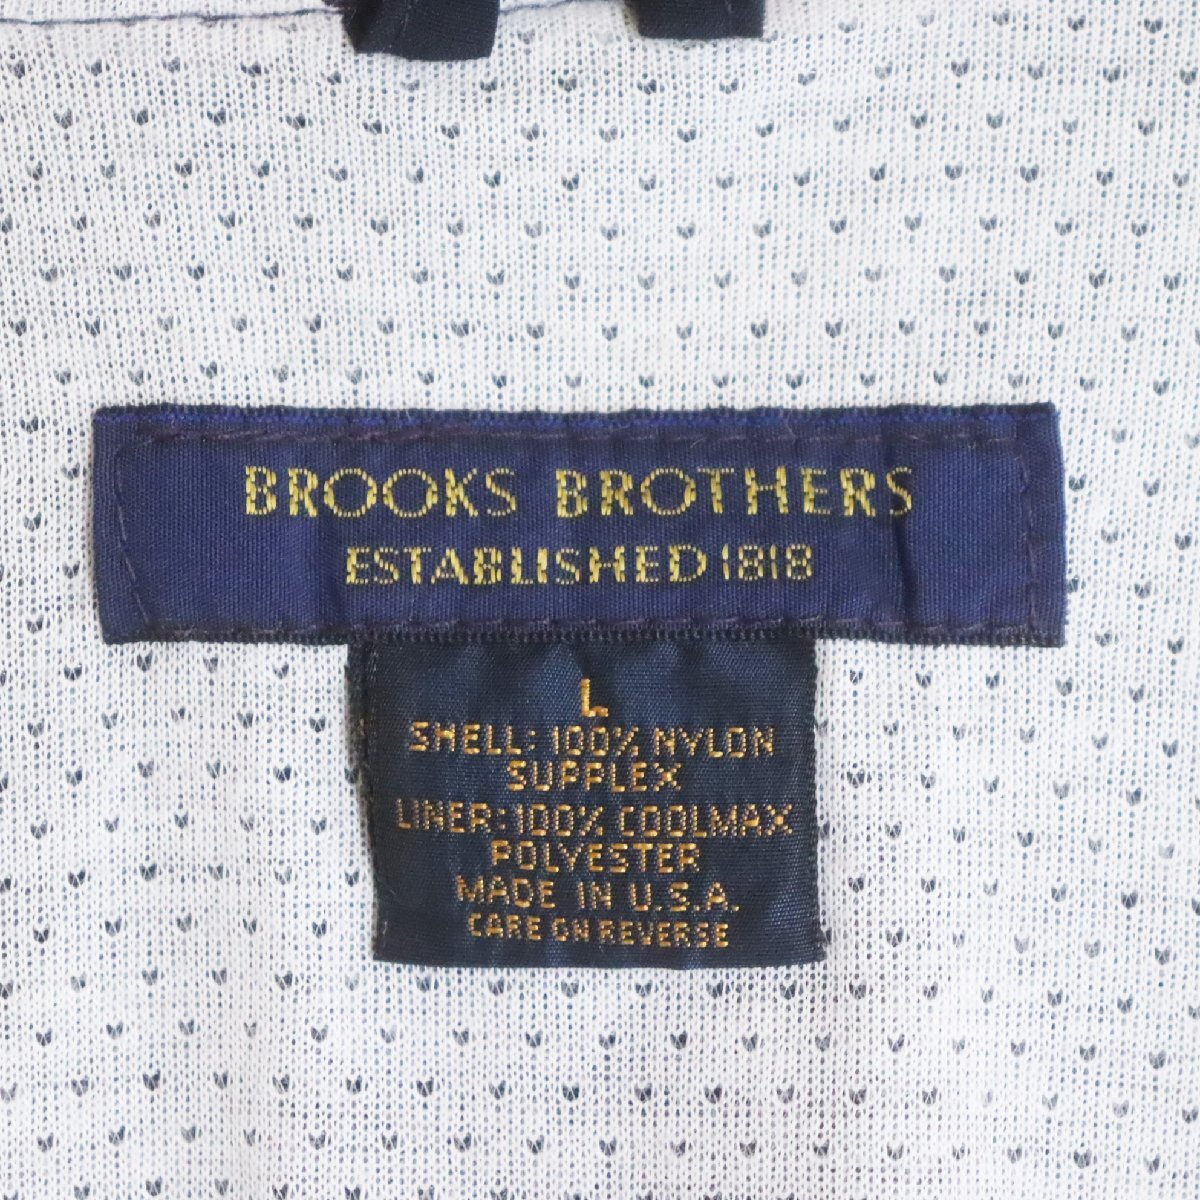 BROOKS BROTHERS
ESTABLISHED 1818
L
SHELL: 100% NYLON
SUPPLEX
LINER: 100% COOLMAX
POLYESTER
MADE IN U.S.A.
CARE ON REVERSE